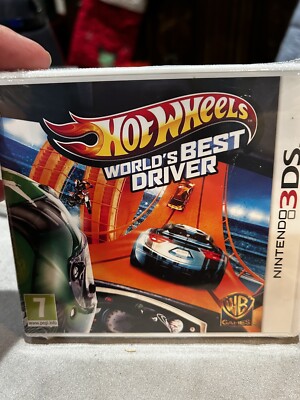 HOT WHEELS
WORLD'S BEST
DRIVER
NINTENDO 3DS
7
www.pegi.info
WB
GAMES